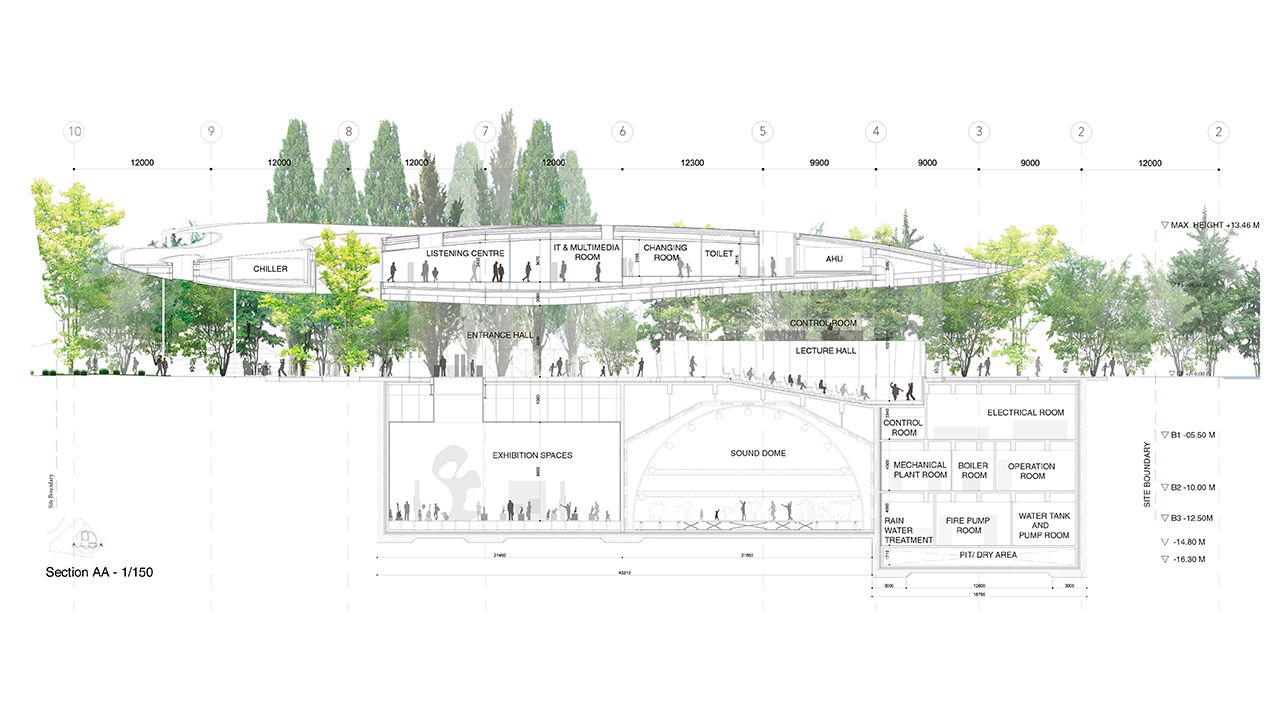 10
9
8
7
6
5
4
3
2
2
12000
12000
12000
12000
12300
9900
9000
9000
12000
MAX. HEIGHT +13.46 M
LISTENING CENTRE
IT & MULTIMEDIA
ROOM
CHANGING
ROOM
TOILET
AHU
CHILLER
ENTRANCE HALL
CONTROL ROOM
LECTURE HALL
CONTROL
ROOM
ELECTRICAL ROOM
B1 -05.50 M
EXHIBITION SPACES
SOUND DOME
MECHANICAL
PLANT ROOM
BOILER
ROOM
OPERATION
ROOM
SITE BOUNDARY
Site Boundary
B2 -10.00 M
RAIN
WATER
TREATMENT
FIRE PUMP
ROOM
WATER TANK
AND
PUMP ROOM
B3 -12.50M
-14.80 M
PIT/ DRY AREA
-16.30 M
21460
21850
43310
3000
12800
3000
18795
Section AA - 1/150